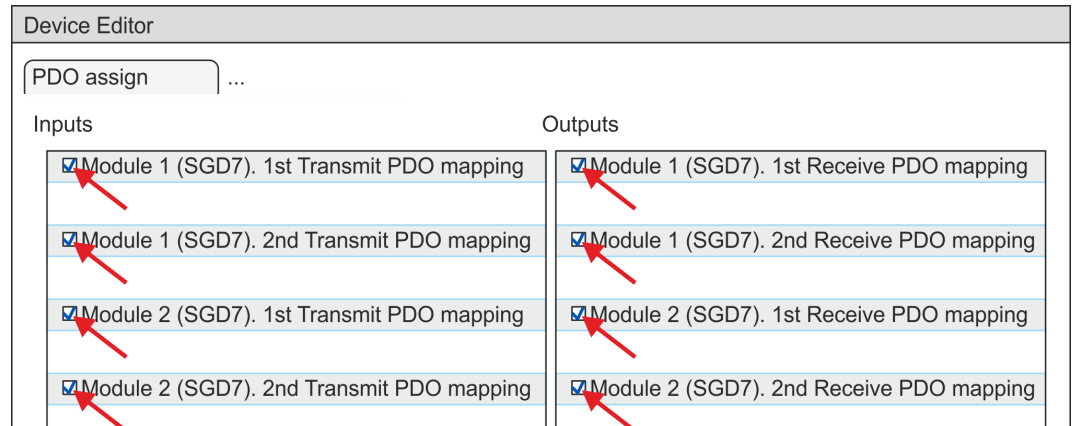 Device Editor
PDO assign ...
Inputs
Outputs
Module 1 (SGD7). 1st Transmit PDO mapping
Module 1 (SGD7). 2nd Transmit PDO mapping
Module 2 (SGD7). 1st Transmit PDO mapping
Module 2 (SGD7). 2nd Transmit PDO mapping
Module 1 (SGD7). 1st Receive PDO mapping
Module 1 (SGD7). 2nd Receive PDO mapping
Module 2 (SGD7). 1st Receive PDO mapping
Module 2 (SGD7). 2nd Receive PDO mapping